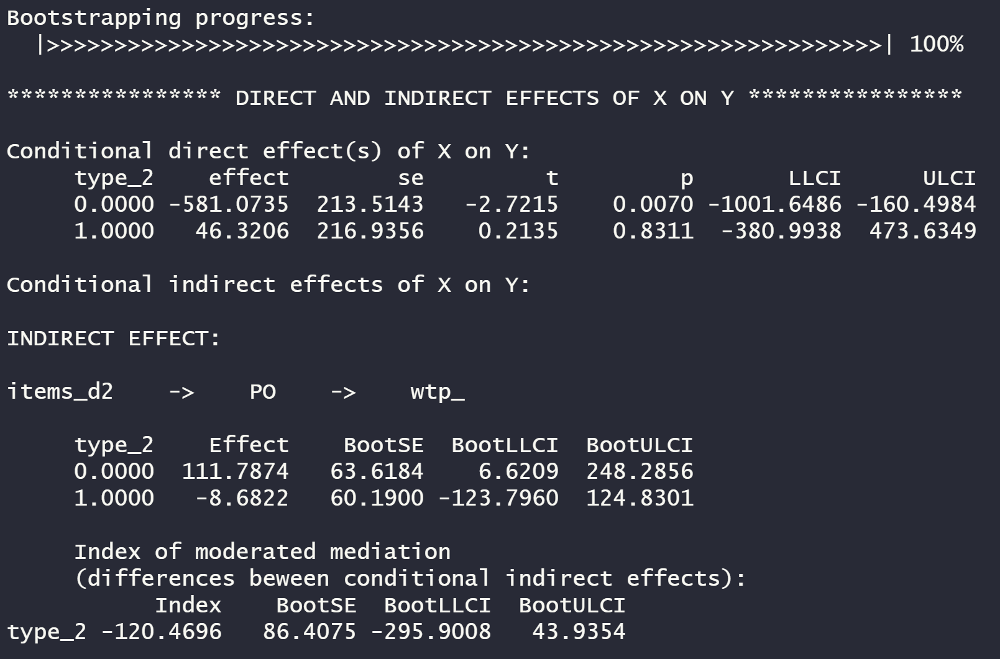 Bootstrapping progress:
|>>>>>>>>>>>>>>>>>>>>>>>>>>>>>>>>>>>>>>>>>>>>>>>>>>>>>>>>>>>>>>| 100%
**************** DIRECT AND INDIRECT EFFECTS OF X ON Y ****************
Conditional direct effect(s) of X on Y:
type_2 effect se t p LLCI ULCI
0.0000 -581.0735 213.5143 -2.7215 0.0070 -1001.6486 -160.4984
1.0000 46.3206 216.9356 0.2135 0.8311 -380.9938 473.6349
Conditional indirect effects of X on Y:
INDIRECT EFFECT:
items_d2 -> PO -> wtp_
type_2 Effect BootSE BootLLCI BootULCI
0.0000 111.7874 63.6184 6.6209 248.2856
1.0000 -8.6822 60.1900 -123.7960 124.8301
Index of moderated mediation
(differences beween conditional indirect effects):
Index BootSE BootLLCI BootULCI
type_2 -120.4696 86.4075 -295.9008 43.9354